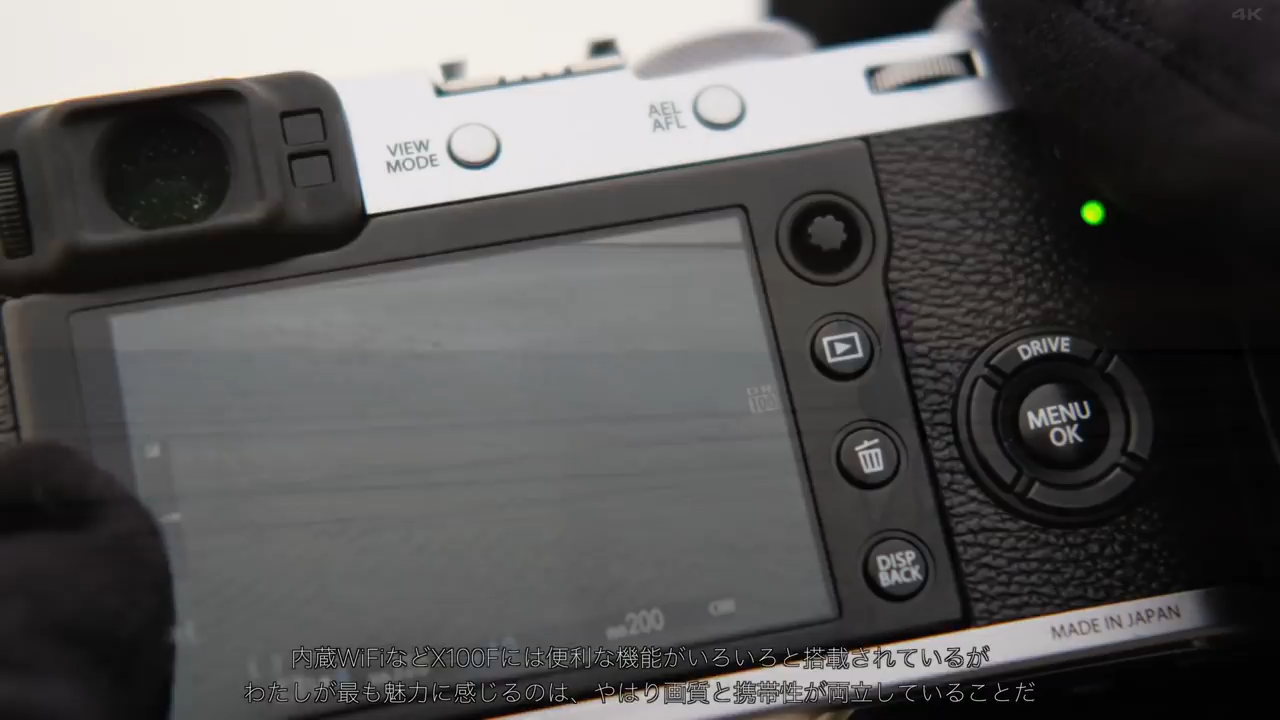 4K
AEL
AFL
VIEW
MODE
DRIVE
DR
100
MENU
OK
DISP
BACK
200
MADE IN JAPAN
内蔵WiFiなどX100Fには便利な機能がいろいろと搭載されているが
わたしが最も魅力に感じるのは、やはり画質と携帯性が両立していることだ